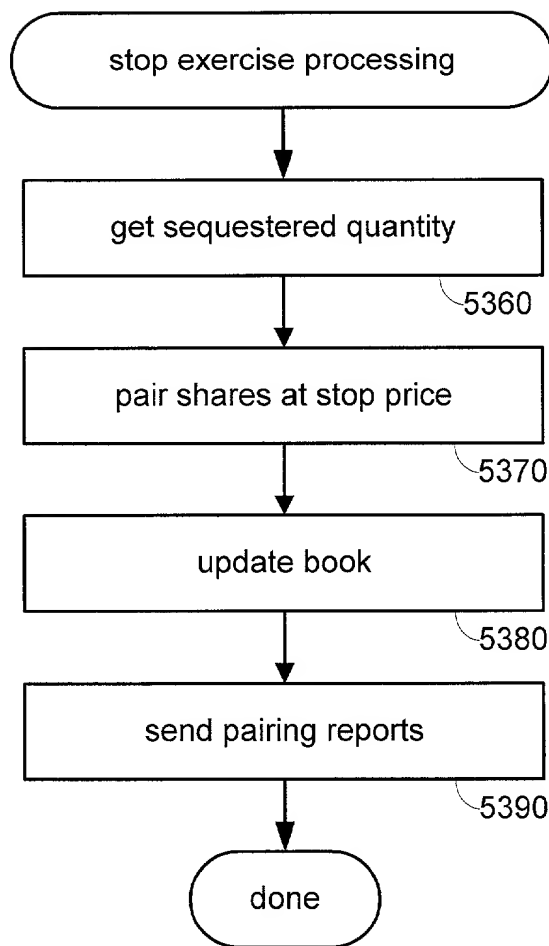 stop exercise processing
get sequestered quantity
5360
pair shares at stop price
5370
update book
5380
send pairing reports
5390
done